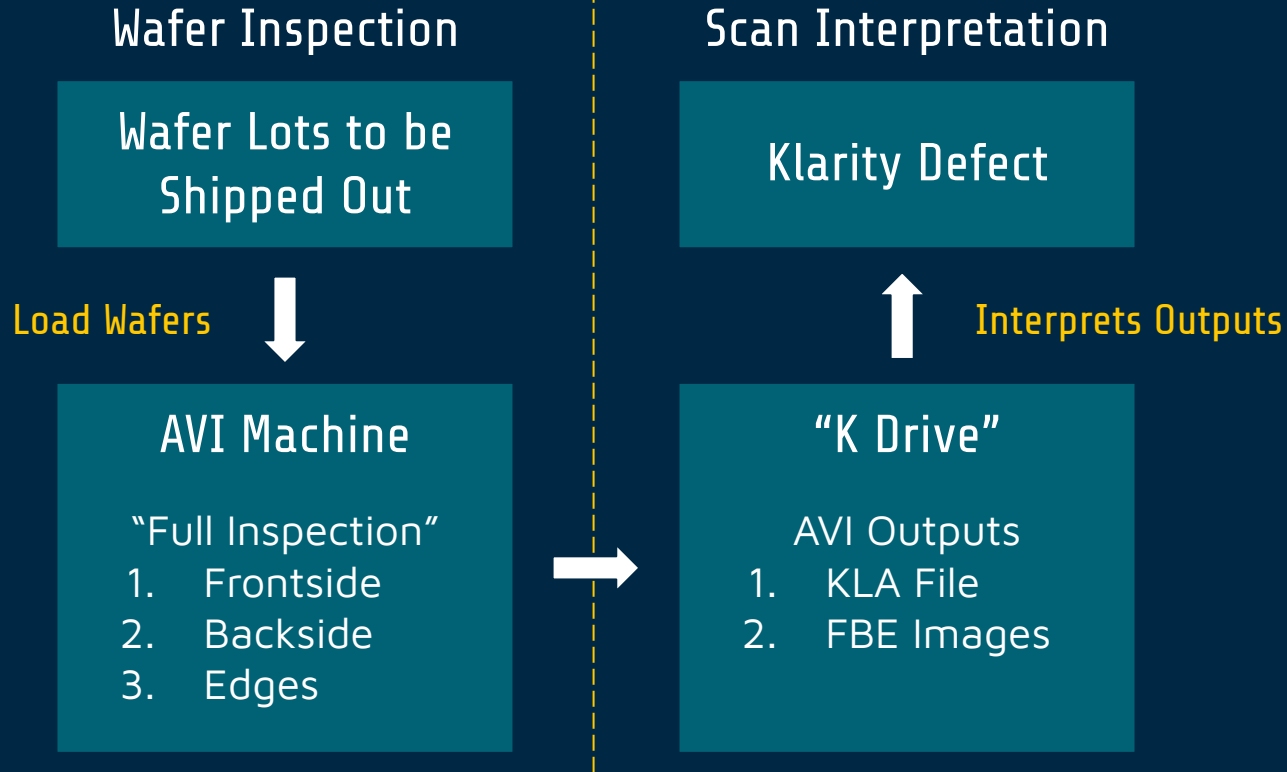 Wafer Inspection
Wafer Lots to be
Shipped Out
Load Wafers
AVI Machine
“Full Inspection”
1. Frontside
2. Backside
3. Edges
Scan Interpretation
Klarity Defect
Interprets Outputs
“K Drive”
AVI Outputs
1. KLA File
2. FBE Images